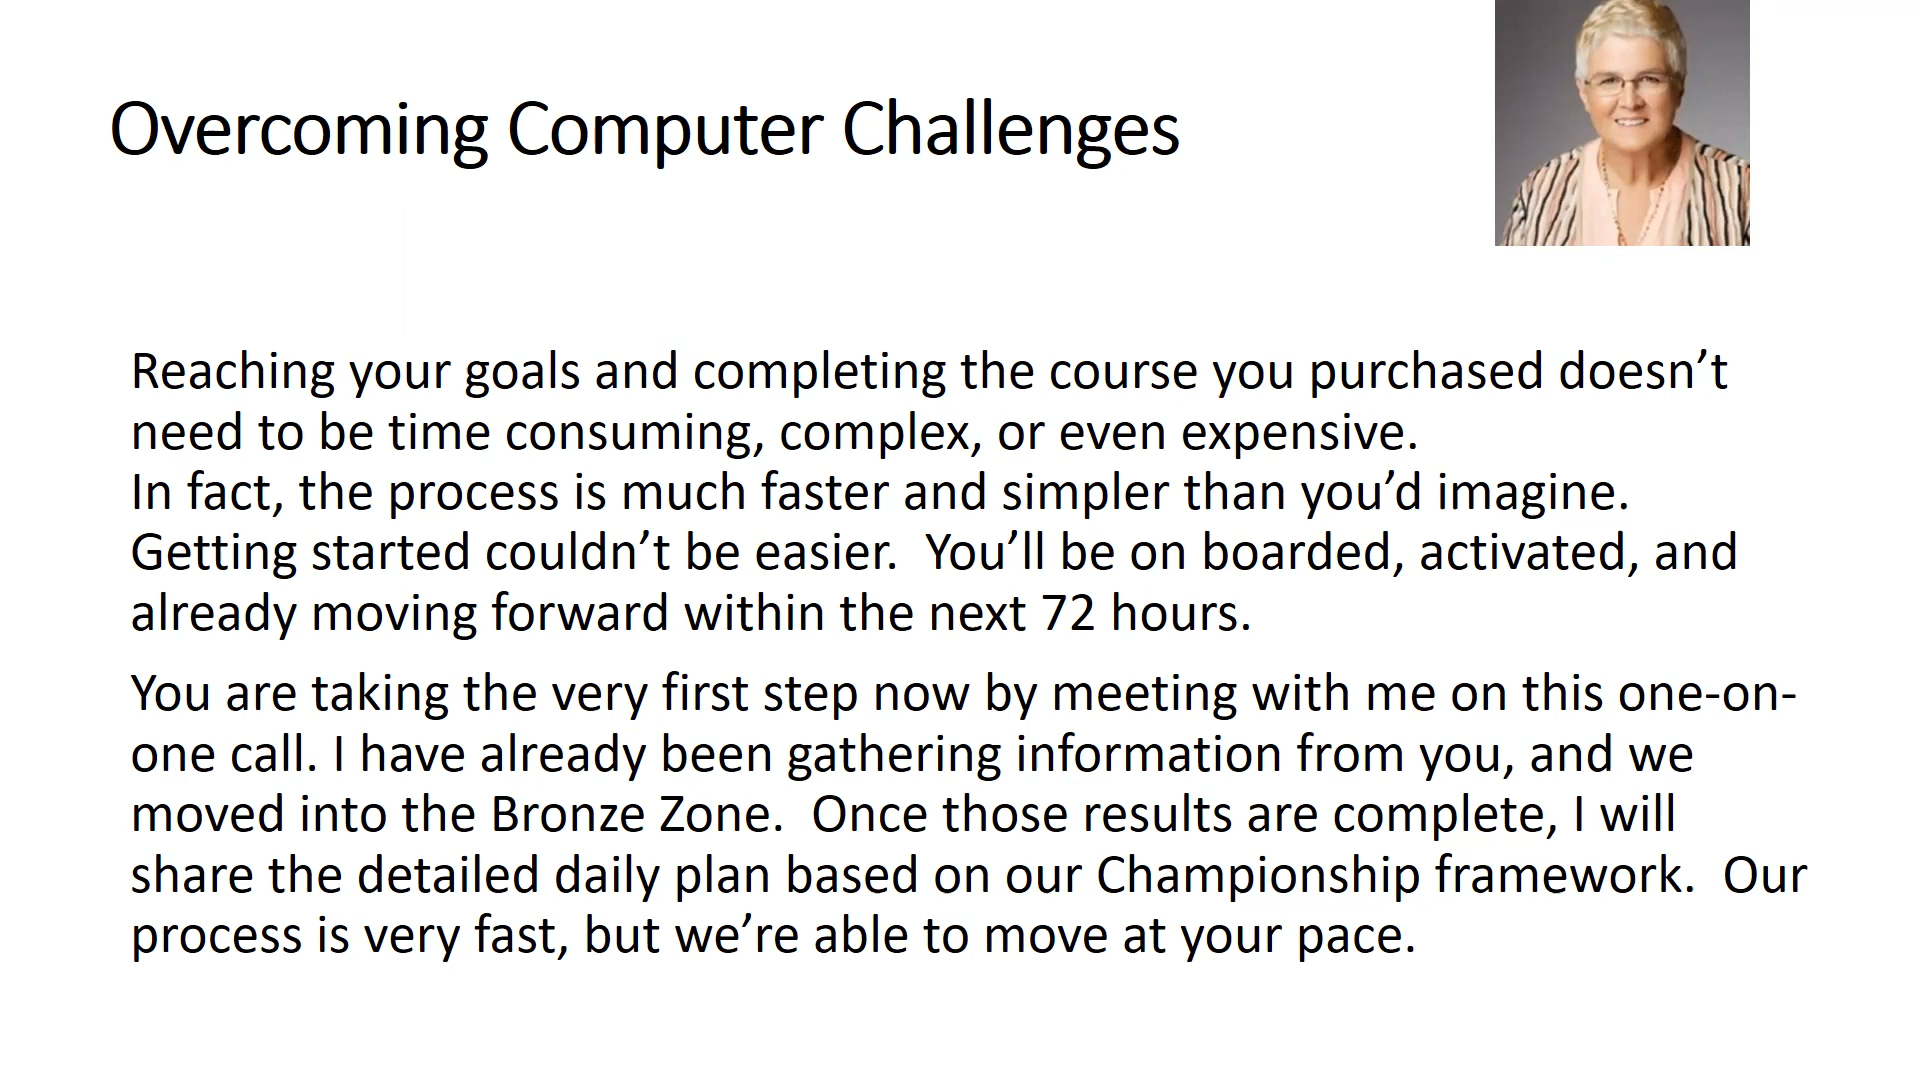 Overcoming Computer Challenges
Reaching your goals and completing the course you purchased doesn’t
need to be time consuming, complex, or even expensive.
In fact, the process is much faster and simpler than you’d imagine.
Getting started couldn’t be easier.  You’ll be on boarded, activated, and
already moving forward within the next 72 hours.
You are taking the very first step now by meeting with me on this one-on-
one call. I have already been gathering information from you, and we
moved into the Bronze Zone.  Once those results are complete, I will
share the detailed daily plan based on our Championship framework.  Our
process is very fast, but we’re able to move at your pace.